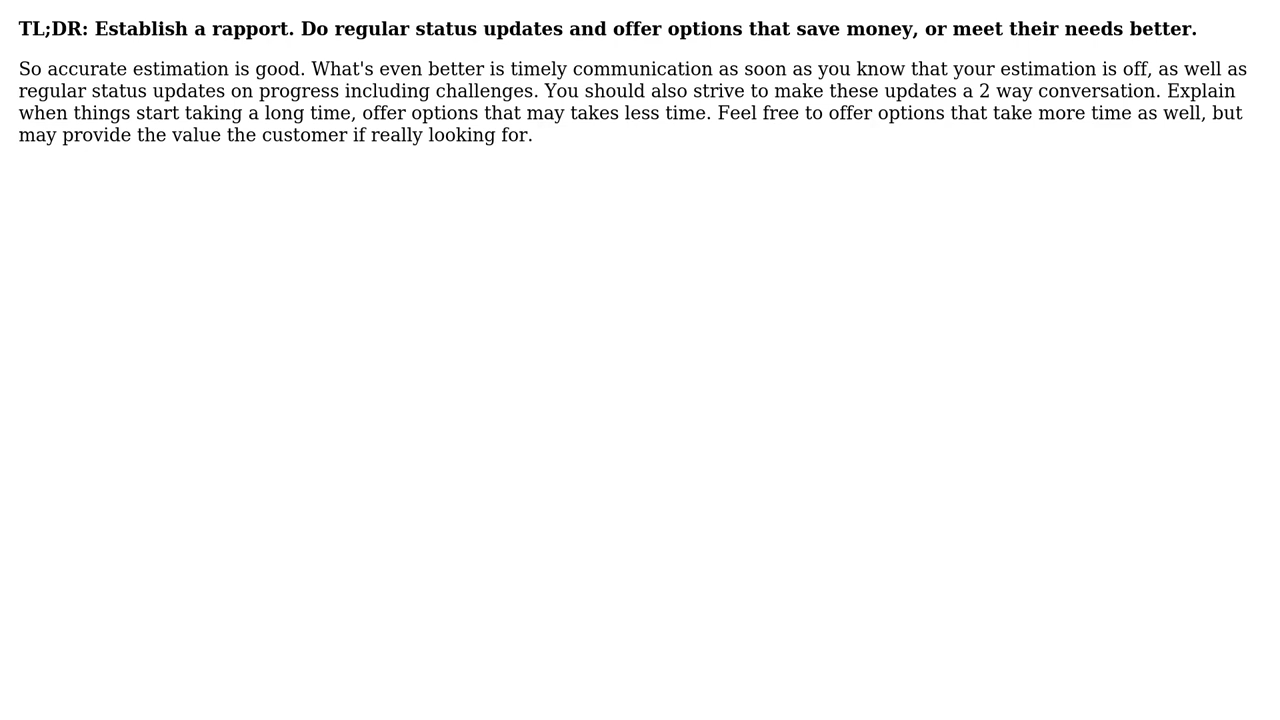 TL;DR: Establish a rapport. Do regular status updates and offer options that save money, or meet their needs better.
So accurate estimation is good. What's even better is timely communication as soon as you know that your estimation is off, as well as
regular status updates on progress including challenges. You should also strive to make these updates a 2 way conversation. Explain
when things start taking a long time, offer options that may takes less time. Feel free to offer options that take more time as well, but
may provide the value the customer if really looking for.